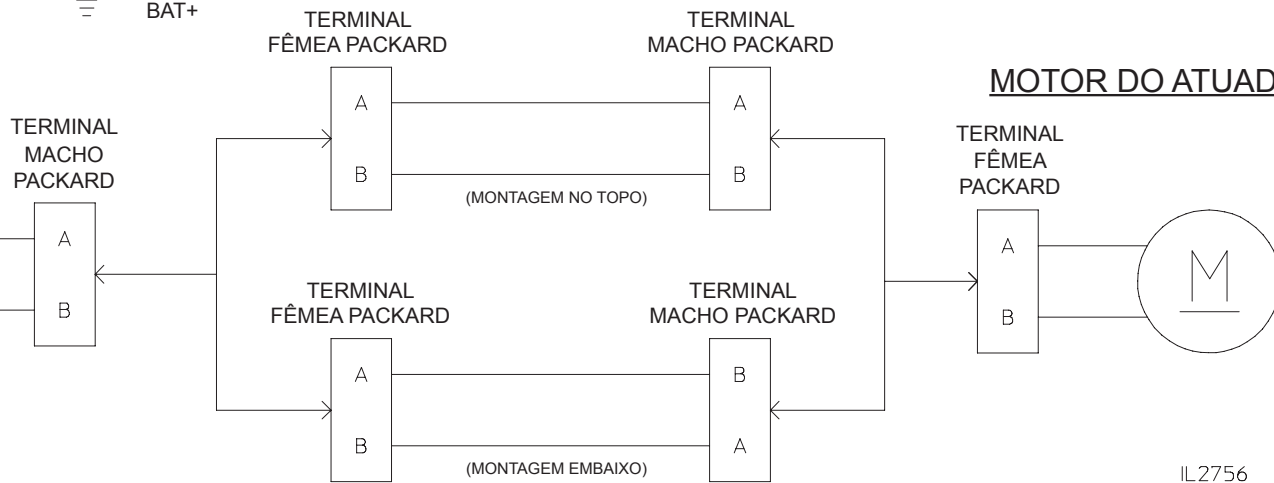 BAT+
TERMINAL
FÊMEA PACKARD
TERMINAL
MACHO PACKARD
MOTOR DO ATUAD
TERMINAL
MACHO
PACKARD
A
B
A
B
(MONTAGEM NO TOPO)
A
B
TERMINAL
FÊMEA
PACKARD
A
B
M
TERMINAL
FÊMEA PACKARD
TERMINAL
MACHO PACKARD
A
B
(MONTAGEM EMBAIXO)
B
A
IL2756